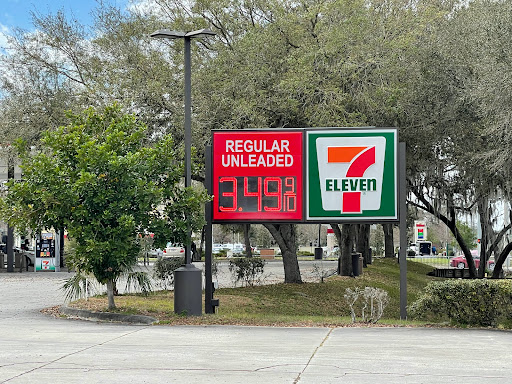 REGULAR
UNLEADED
3.49 9/10
7
ELEVEN